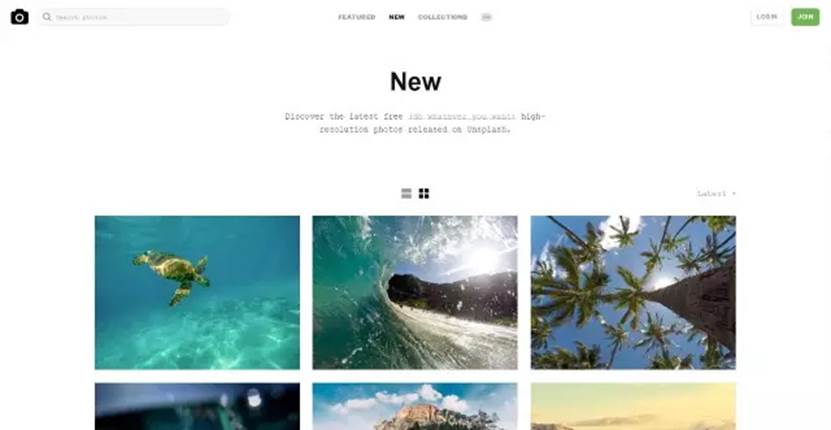 Search photos
FEATURED NEW COLLECTIONS
LOGIN JOIN
New
Discover the latest free (do whatever you want) high-
resolution photos released on Unsplash.
Latest